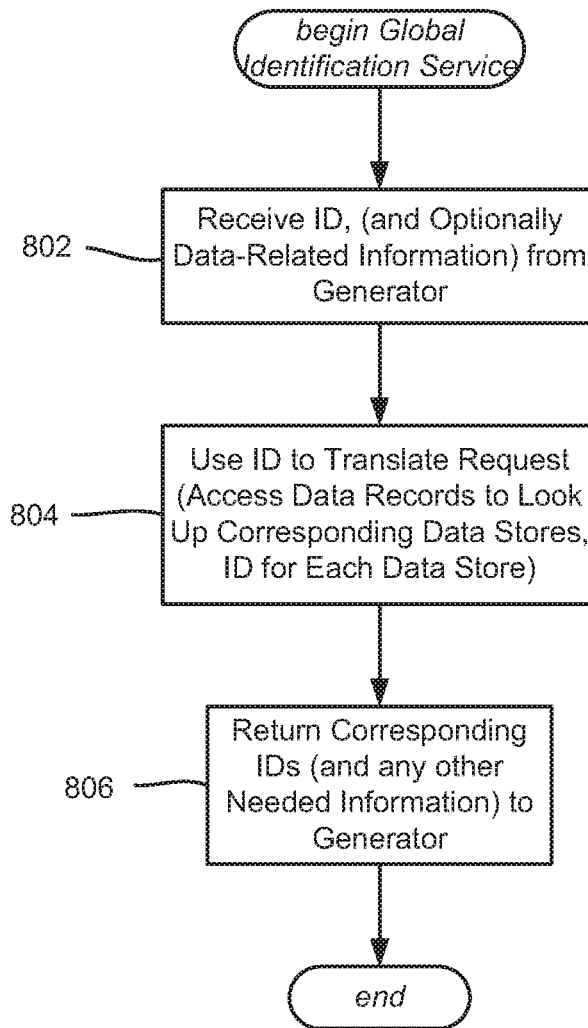 begin Global
Identification Service
802
Receive ID, (and Optionally
Data-Related Information) from
Generator
804
Use ID to Translate Request
(Access Data Records to Look
Up Corresponding Data Stores,
ID for Each Data Store)
806
Return Corresponding
IDs (and any other
Needed Information) to
Generator
end